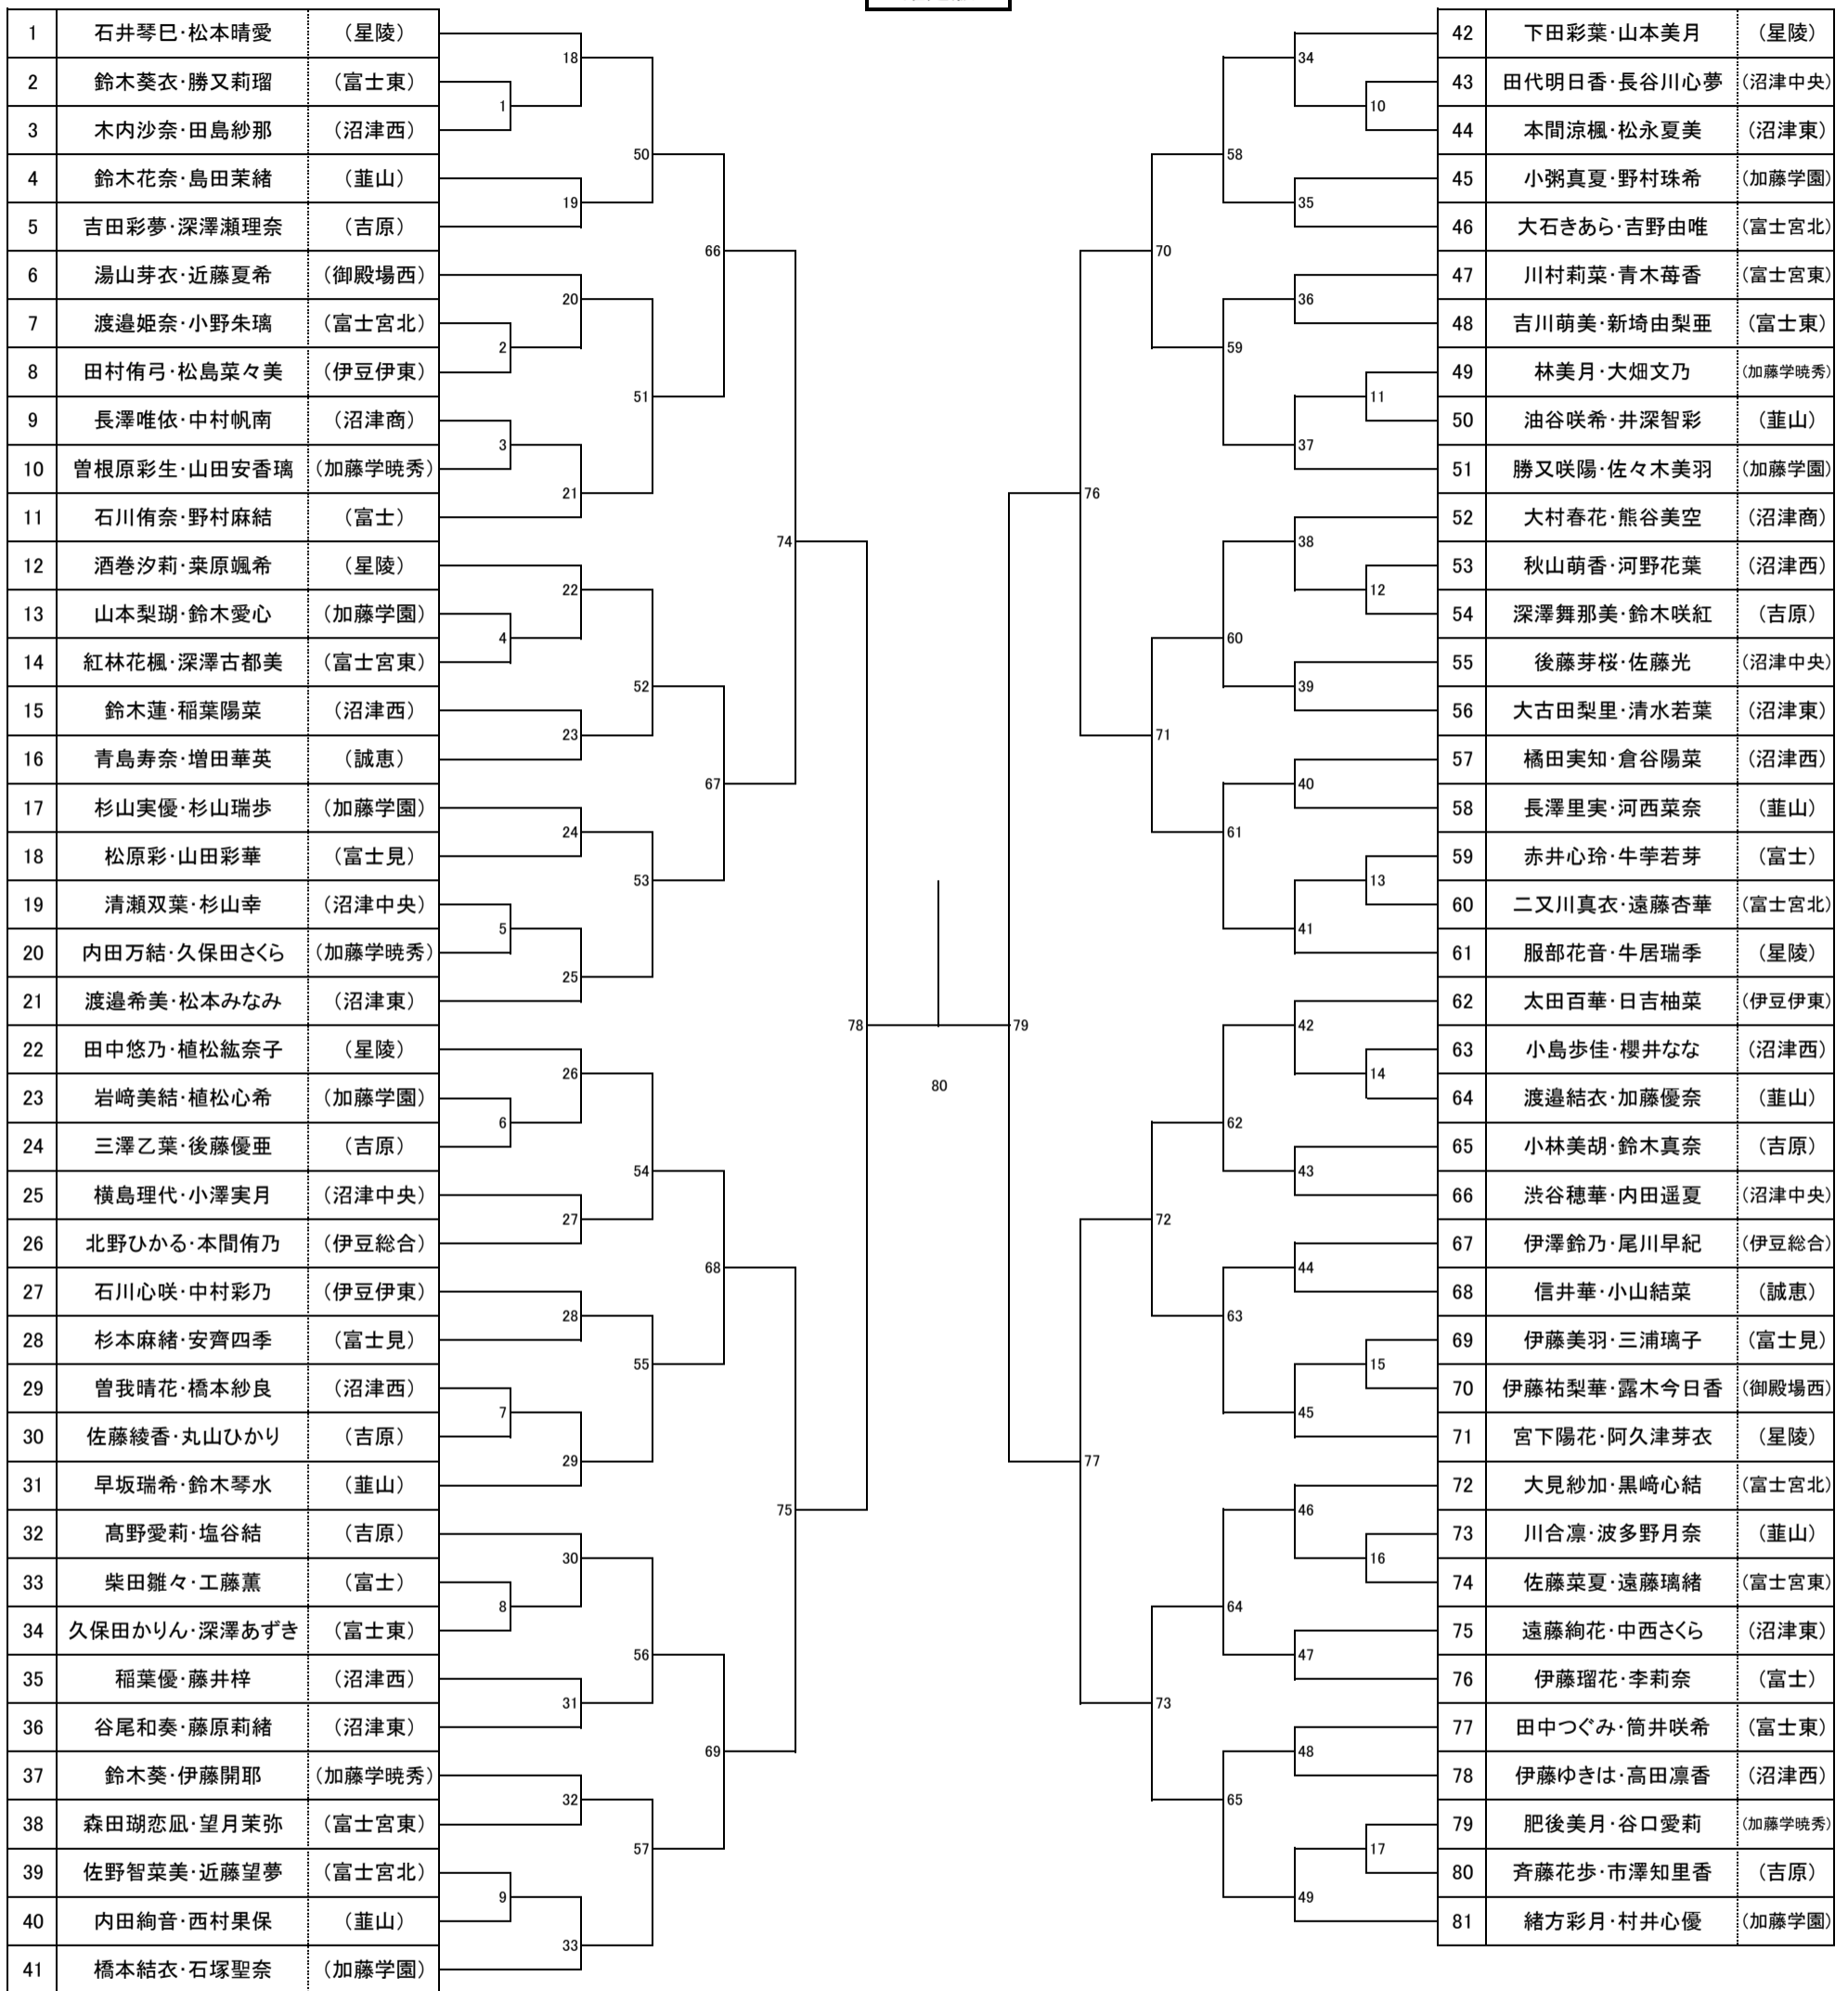 1 石井琴巳・松本晴愛 （星陵）
2 鈴木葵衣・勝又莉瑠 （富士東）
3 木内沙奈・田島紗那 （沼津西）
4 鈴木花奈・島田茉緒 （韮山）
5 吉田彩夢・深澤瀬理奈 （吉原）
6 湯山芽衣・近藤夏希 （御殿場西）
7 渡邉姫奈・小野朱璃 （富士宮北）
8 田村侑弓・松島菜々美 （伊豆伊東）
9 長澤唯依・中村帆南 （沼津商）
10 曽根原彩生・山田安香璃 （加藤学暁秀）
11 石川侑奈・野村麻結 （富士）
12 酒巻汐莉・桒原颯希 （星陵）
13 山本梨瑚・鈴木愛心 （加藤学園）
14 紅林花楓・深澤古都美 （富士宮東）
15 鈴木蓮・稲葉陽菜 （沼津西）
16 青島寿奈・増田華英 （誠恵）
17 杉山実優・杉山瑞歩 （加藤学園）
18 松原彩・山田彩華 （富士見）
19 清瀬双葉・杉山幸 （沼津中央）
20 内田万結・久保田さくら （加藤学暁秀）
21 渡邉希美・松本みなみ （沼津東）
22 田中悠乃・植松紘奈子 （星陵）
23 岩﨑美結・植松心希 （加藤学園）
24 三澤乙葉・後藤優亜 （吉原）
25 横島理代・小澤実月 （沼津中央）
26 北野ひかる・本間侑乃 （伊豆総合）
27 石川心咲・中村彩乃 （伊豆伊東）
28 杉本麻緒・安齊四季 （富士見）
29 曽我晴花・橋本紗良 （沼津西）
30 佐藤綾香・丸山ひかり （吉原）
31 早坂瑞希・鈴木琴水 （韮山）
32 髙野愛莉・塩谷結 （吉原）
33 柴田雛々・工藤薫 （富士）
34 久保田かりん・深澤あずき （富士東）
35 稲葉優・藤井梓 （沼津西）
36 谷尾和奏・藤原莉緒 （沼津東）
37 鈴木葵・伊藤開耶 （加藤学暁秀）
38 森田瑚恋凪・望月茉弥 （富士宮東）
39 佐野智菜美・近藤望夢 （富士宮北）
40 内田絢音・西村果保 （韮山）
41 橋本結衣・石塚聖奈 （加藤学園）
1
2
3
4
5
6
7
8
9
18
19
20
21
22
23
24
25
26
27
28
29
30
31
32
33
50
51
52
53
54
55
56
57
66
67
68
69
74
75
78
80
79
76
77
70
71
72
73
58
59
60
61
62
63
64
65
34
35
36
37
38
39
40
41
42
43
44
45
46
47
48
49
10
11
12
13
14
15
16
17
42 下田彩葉・山本美月 （星陵）
43 田代明日香・長谷川心夢 （沼津中央）
44 本間涼楓・松永夏美 （沼津東）
45 小粥真夏・野村珠希 （加藤学園）
46 大石きあら・吉野由唯 （富士宮北）
47 川村莉菜・青木苺香 （富士宮東）
48 吉川萌美・新埼由梨亜 （富士東）
49 林美月・大畑文乃 （加藤学暁秀）
50 油谷咲希・井深智彩 （韮山）
51 勝又咲陽・佐々木美羽 （加藤学園）
52 大村春花・熊谷美空 （沼津商）
53 秋山萌香・河野花葉 （沼津西）
54 深澤舞那美・鈴木咲紅 （吉原）
55 後藤芽桜・佐藤光 （沼津中央）
56 大古田梨里・清水若葉 （沼津東）
57 橘田実知・倉谷陽菜 （沼津西）
58 長澤里実・河西菜奈 （韮山）
59 赤井心玲・牛荢若芽 （富士）
60 二又川真衣・遠藤杏華 （富士宮北）
61 服部花音・牛居瑞季 （星陵）
62 太田百華・日吉柚菜 （伊豆伊東）
63 小島歩佳・櫻井なな （沼津西）
64 渡邉結衣・加藤優奈 （韮山）
65 小林美胡・鈴木真奈 （吉原）
66 渋谷穂華・内田遥夏 （沼津中央）
67 伊澤鈴乃・尾川早紀 （伊豆総合）
68 信井華・小山結菜 （誠恵）
69 伊藤美羽・三浦璃子 （富士見）
70 伊藤祐梨華・露木今日香 （御殿場西）
71 宮下陽花・阿久津芽衣 （星陵）
72 大見紗加・黒﨑心結 （富士宮北）
73 川合凛・波多野月奈 （韮山）
74 佐藤菜夏・遠藤璃緒 （富士宮東）
75 遠藤絢花・中西さくら （沼津東）
76 伊藤瑠花・李莉奈 （富士）
77 田中つぐみ・筒井咲希 （富士東）
78 伊藤ゆきは・高田凛香 （沼津西）
79 肥後美月・谷口愛莉 （加藤学暁秀）
80 斉藤花歩・市澤知里香 （吉原）
81 緒方彩月・村井心優 （加藤学園）